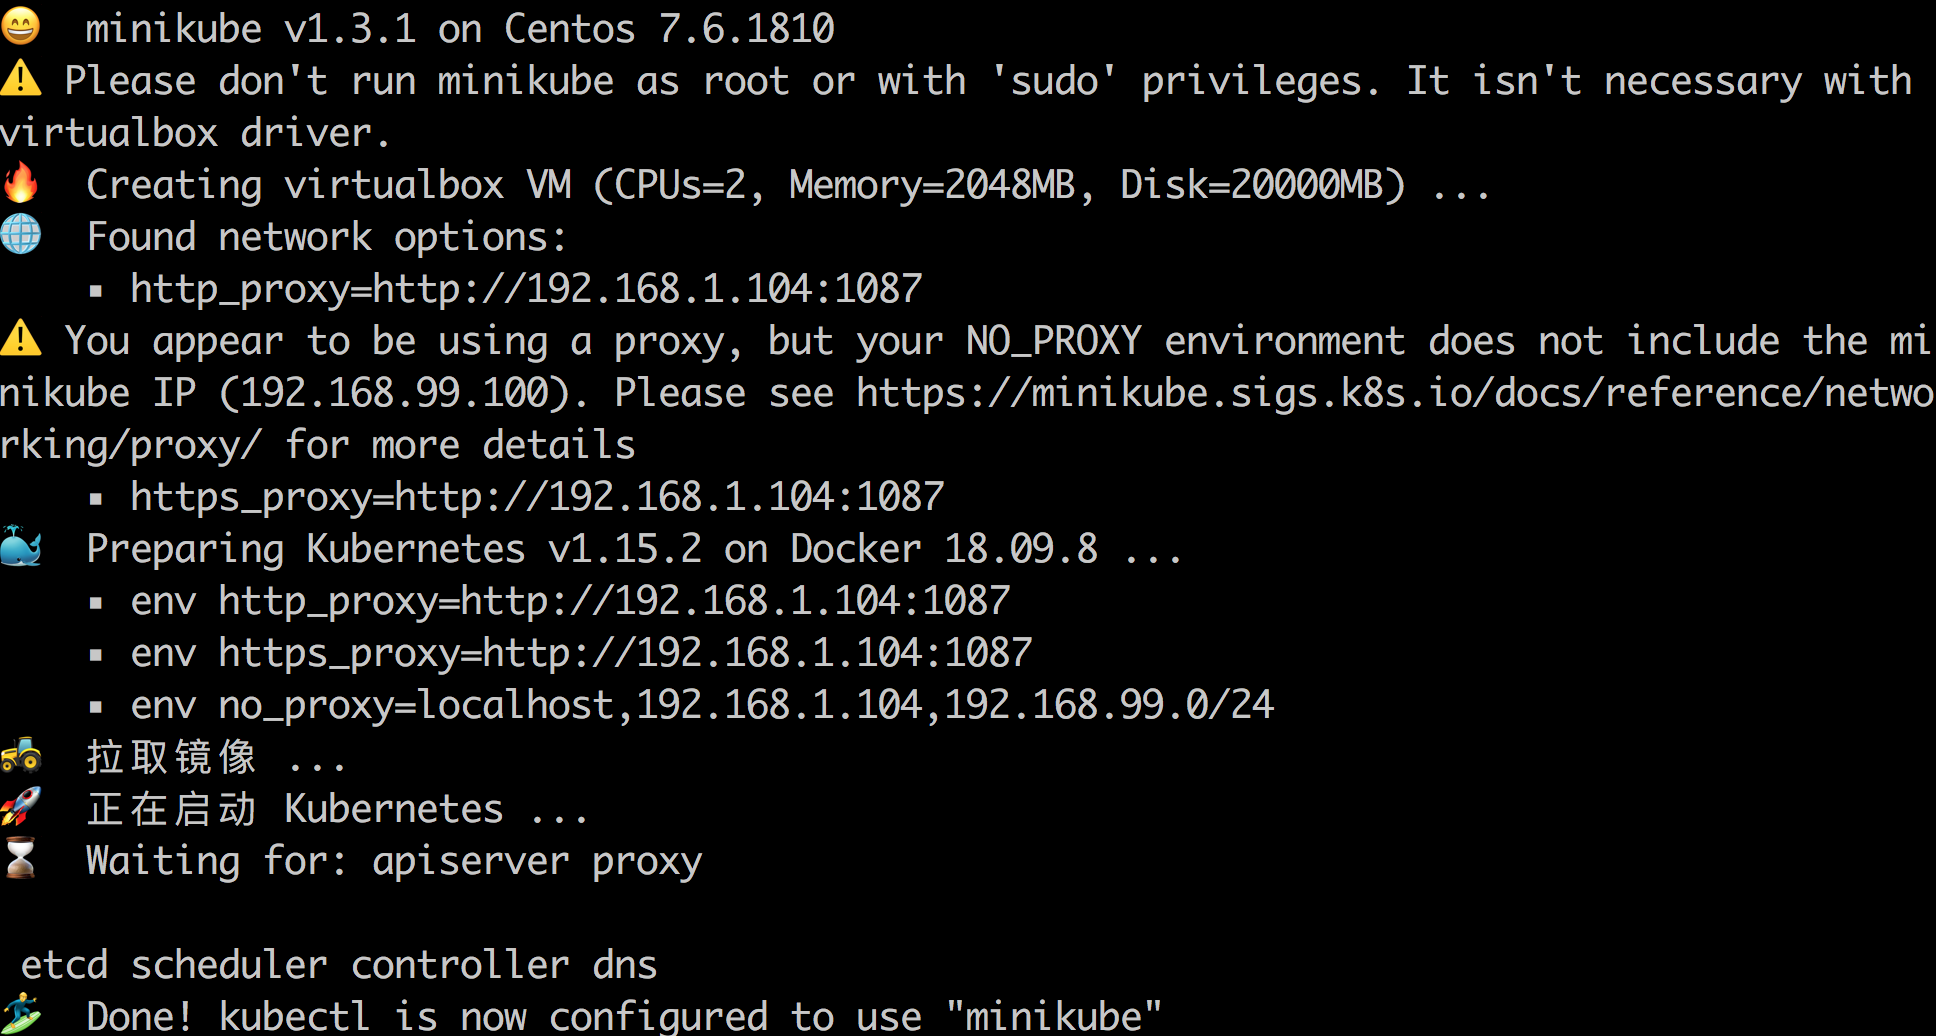 😄  minikube v1.3.1 on Centos 7.6.1810
⚠️ Please don't run minikube as root or with 'sudo' privileges. It isn't necessary with
virtualbox driver.
🔥  Creating virtualbox VM (CPUs=2, Memory=2048MB, Disk=20000MB) ...
🌐  Found network options:
    ▪ http_proxy=http://192.168.1.104:1087
⚠️ You appear to be using a proxy, but your NO_PROXY environment does not include the mi
nikube IP (192.168.99.100). Please see https://minikube.sigs.k8s.io/docs/reference/netwo
rking/proxy/ for more details
    ▪ https_proxy=http://192.168.1.104:1087
🐳  Preparing Kubernetes v1.15.2 on Docker 18.09.8 ...
    ▪ env http_proxy=http://192.168.1.104:1087
    ▪ env https_proxy=http://192.168.1.104:1087
    ▪ env no_proxy=localhost,192.168.1.104,192.168.99.0/24
🚜  拉取镜像 ...
🚀  正在启动 Kubernetes ...
⌛  Waiting for: apiserver proxy
 etcd scheduler controller dns
🏄  Done! kubectl is now configured to use "minikube"